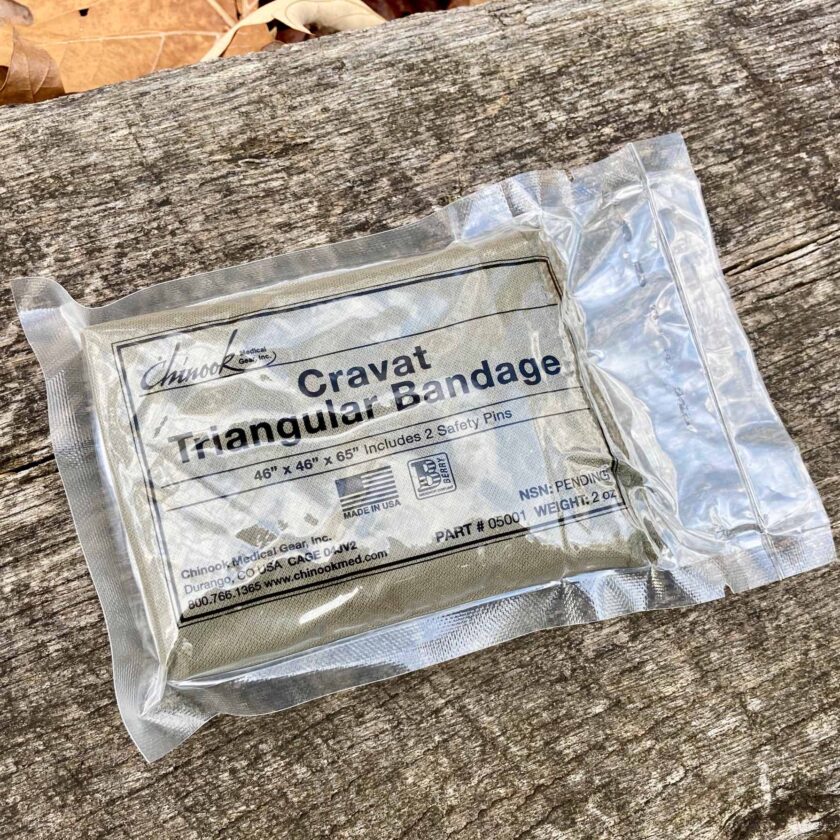 Chinook Medical Gear, Inc.
Cravat
Triangular Bandage
46" x 46" x 65" Includes 2 Safety Pins
MADE IN USA
BERRY
NSN: PENDING
PART # 05001 WEIGHT: 2 oz
Chinook Medical Gear, Inc.
Durango, CO USA CAGE 04JV2
800.766.1365 www.chinookmed.com